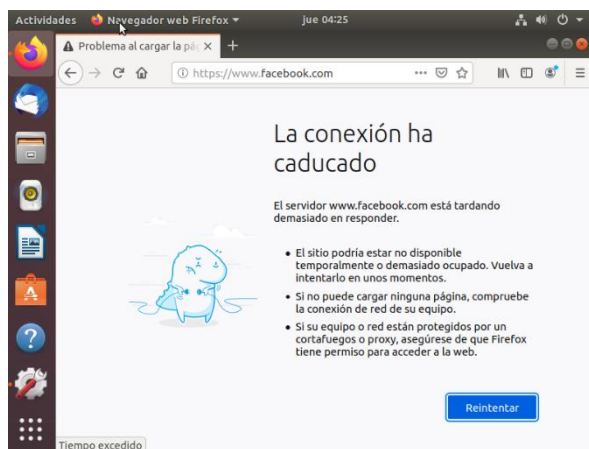 Actividades Navegador web Firefox jue 04:25
Problema al cargar la pá
https://www.facebook.com
La conexión ha
caducado
El servidor www.facebook.com está tardando
demasiado en responder.
El sitio podría estar no disponible
temporalmente o demasiado ocupado. Vuelva a
intentarlo en unos momentos.
Si no puede cargar ninguna página, compruebe
la conexión de red de su equipo.
Si su equipo o red están protegidos por un
cortafuegos o proxy, asegúrese de que Firefox
tiene permiso para acceder a la web.
Reintentar
Tiempo excedido